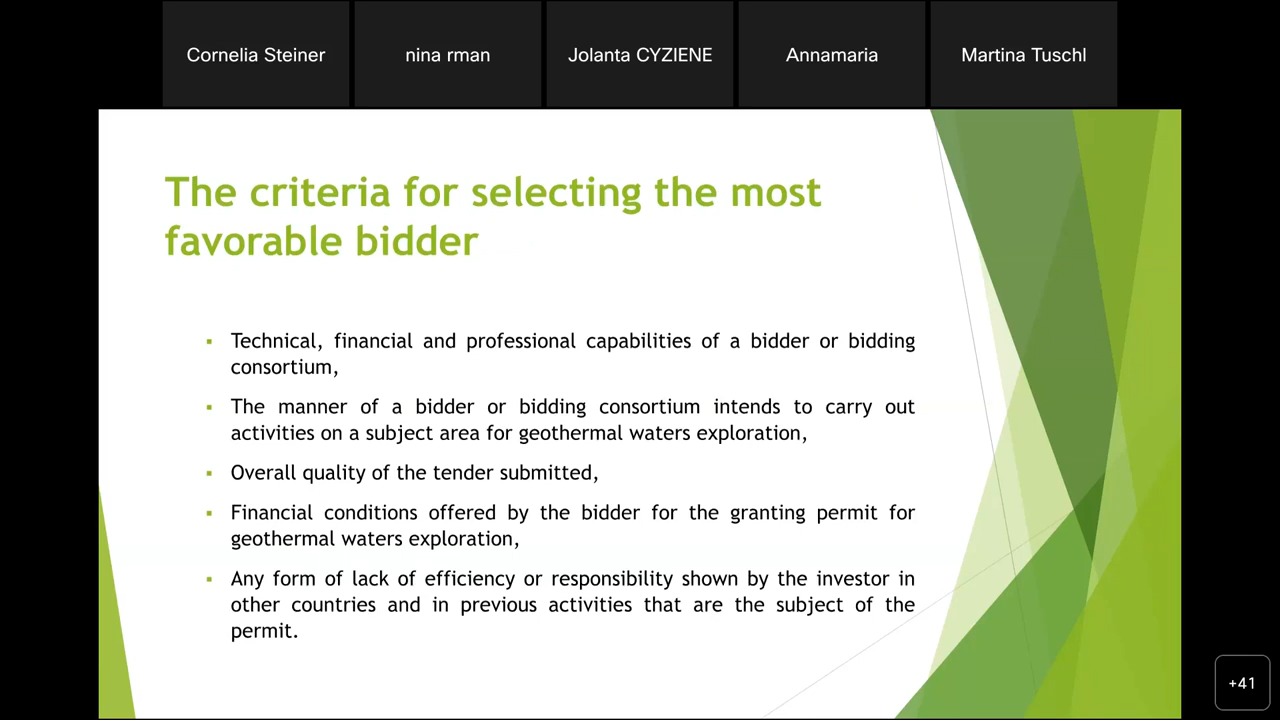 Cornelia Steiner
nina rman
Jolanta CYZIENE
Annamaria
Martina Tuschl
The criteria for selecting the most
favorable bidder
▪ Technical, financial and professional capabilities of a bidder or bidding
consortium,
▪ The manner of a bidder or bidding consortium intends to carry out
activities on a subject area for geothermal waters exploration,
▪ Overall quality of the tender submitted,
▪ Financial conditions offered by the bidder for the granting permit for
geothermal waters exploration,
▪ Any form of lack of efficiency or responsibility shown by the investor in
other countries and in previous activities that are the subject of the
permit.
+41